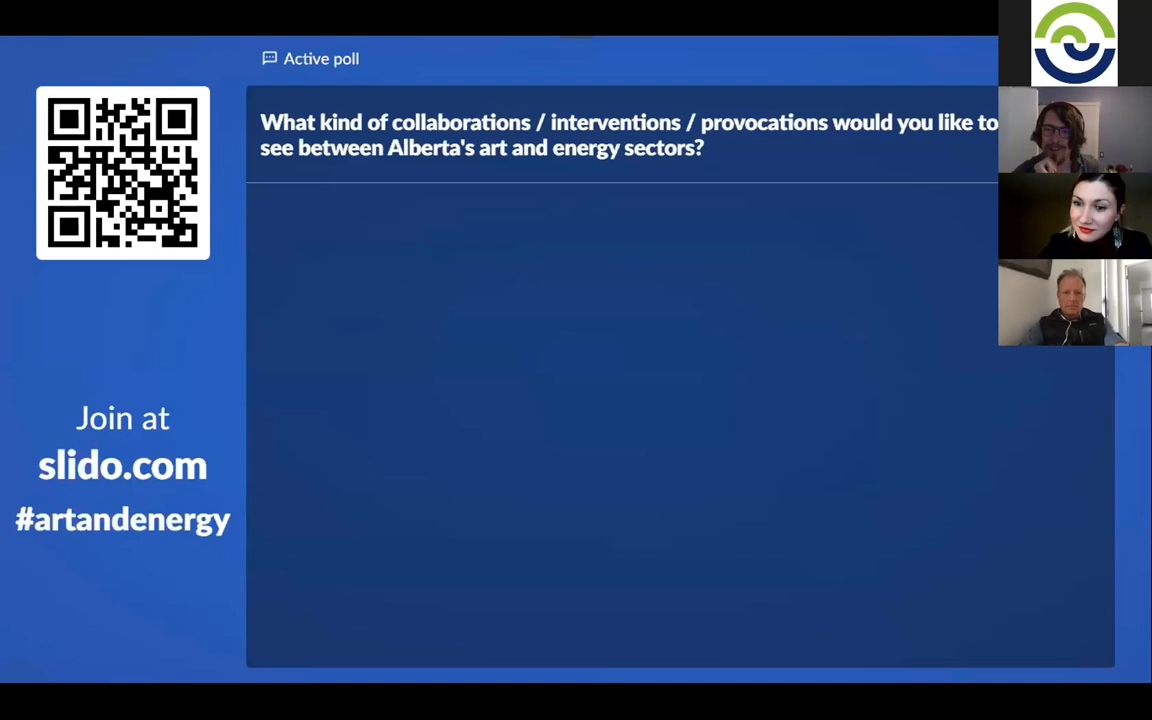 Active poll
What kind of collaborations / interventions / provocations would you like to
see between Alberta's art and energy sectors?
Join at
slido.com
#artandenergy